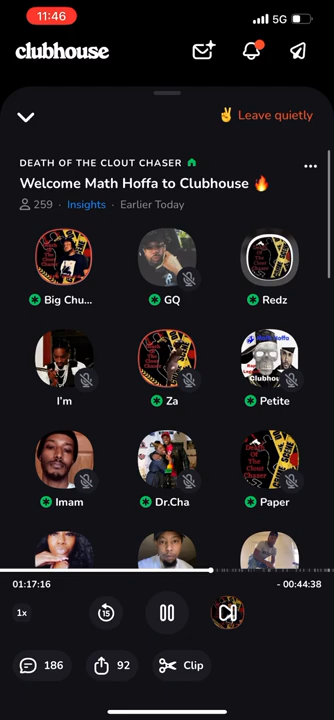 11:46
5G
clubhouse
✌️ Leave quietly
DEATH OF THE CLOUT CHASER
Welcome Math Hoffa to Clubhouse 🔥
259 · Insights · Earlier Today
Big Chu...
GQ
Redz
I'm
Za
Petite
Imam
Dr.Cha
Paper
01:17:16
- 00:44:38
1x
15
186
92
Clip